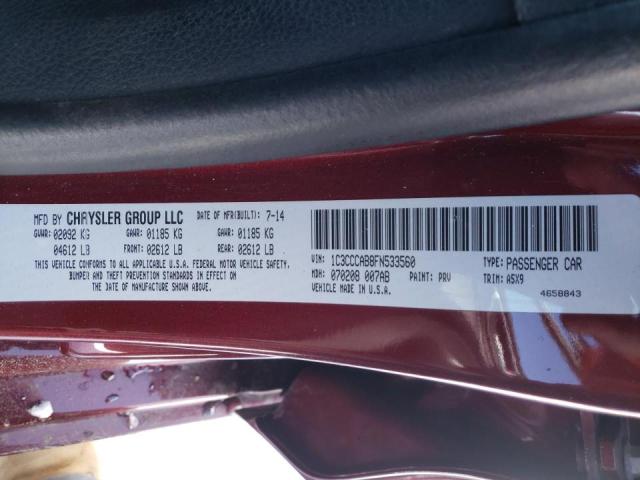 MFD BY CHRYSLER GROUP LLC DATE OF MFR(BUILT): 7-14
GVWR: 02092 KG GAWR: 01185 KG GAWR: 01185 KG
04612 LB FRONT: 02612 LB REAR: 02612 LB
THIS VEHICLE CONFORMS TO ALL APPLICABLE U.S.A. FEDERAL MOTOR VEHICLE SAFETY,
BUMPER AND THEFT PREVENTION STANDARDS IN EFFECT ON
THE DATE OF MANUFACTURE SHOWN ABOVE.
VIN: 1C3CCCAB8FN533560 TYPE: PASSENGER CAR
MDH: 070208 007AB PAINT: PRV TRIM: A5X9
VEHICLE MADE IN U.S.A.
4658843